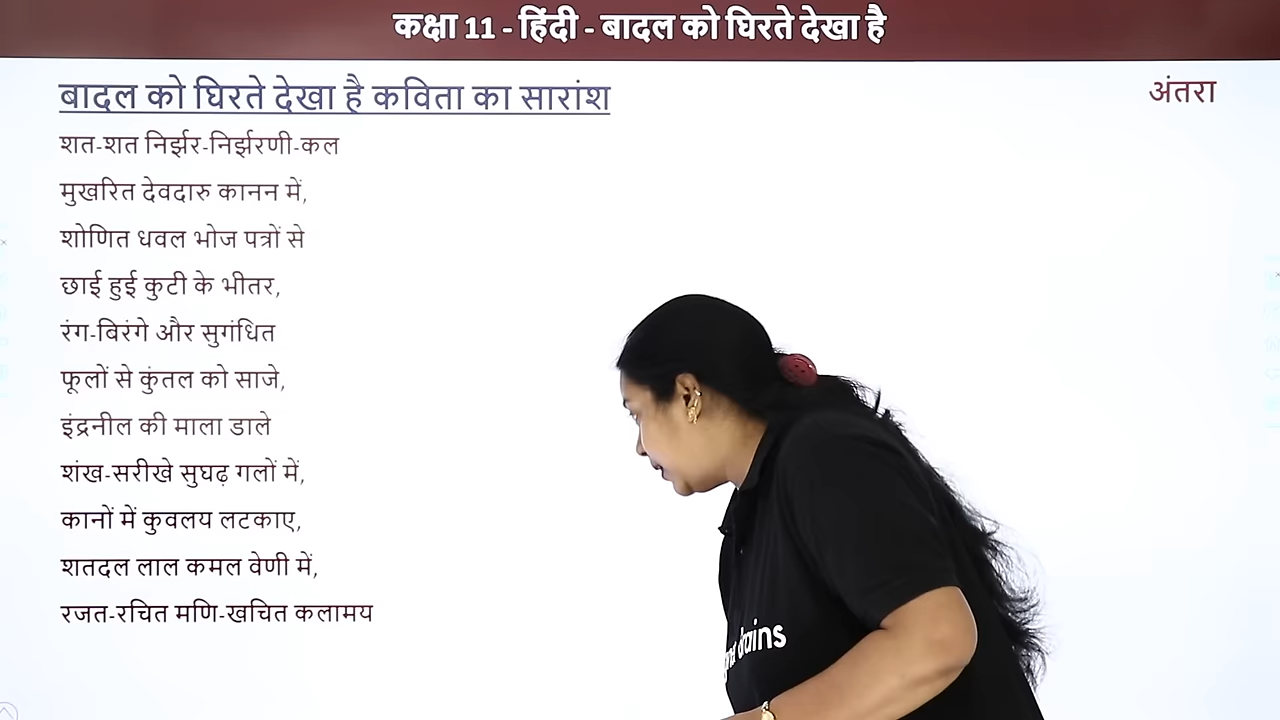 कक्षा 11 - हिंदी - बादल को घिरते देखा है
बादल को घिरते देखा है कविता का सारांश
अंतरा
शत-शत निर्झर-निर्झरणी-कल
मुखरित देवदारु कानन में,
शोणित धवल भोज पत्रों से
छाई हुई कुटी के भीतर,
रंग-विरंगे और सुगंधित
फूलों से कुंतल को साजे,
इंद्रनील की माला डाले
शंख-सरीखे सुघढ़ गलों में,
कानों में कुवलय लटकाए,
शतदल लाल कमल वेणी में,
रजत-रचित मणि-खचित कलामय